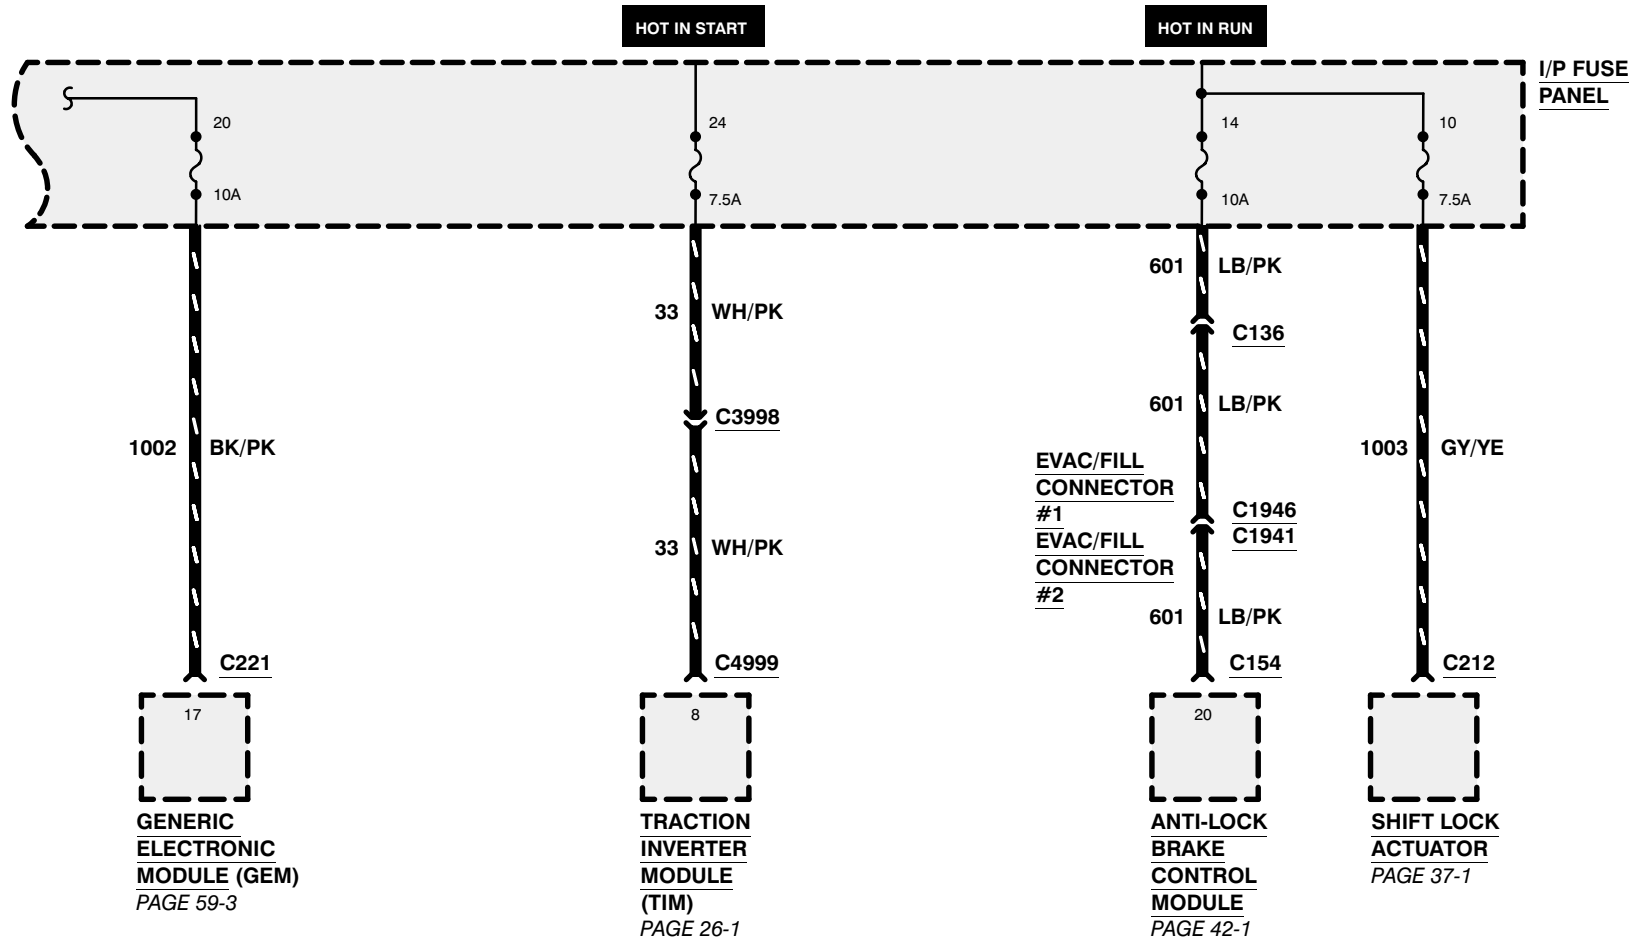 HOT IN START
HOT IN RUN
I/P FUSE
PANEL
20
24
14
10
10A
7.5A
10A
7.5A
601 LB/PK
33 WH/PK
C136
601 LB/PK
C3998
1002 BK/PK
1003 GY/YE
EVAC/FILL
CONNECTOR
#1
C1946
C1941
EVAC/FILL
CONNECTOR
#2
33 WH/PK
601 LB/PK
C221
C4999
C154
C212
17
8
20
GENERIC
ELECTRONIC
MODULE (GEM)
PAGE 59-3
TRACTION
INVERTER
MODULE
(TIM)
PAGE 26-1
ANTI-LOCK
BRAKE
CONTROL
MODULE
PAGE 42-1
SHIFT LOCK
ACTUATOR
PAGE 37-1